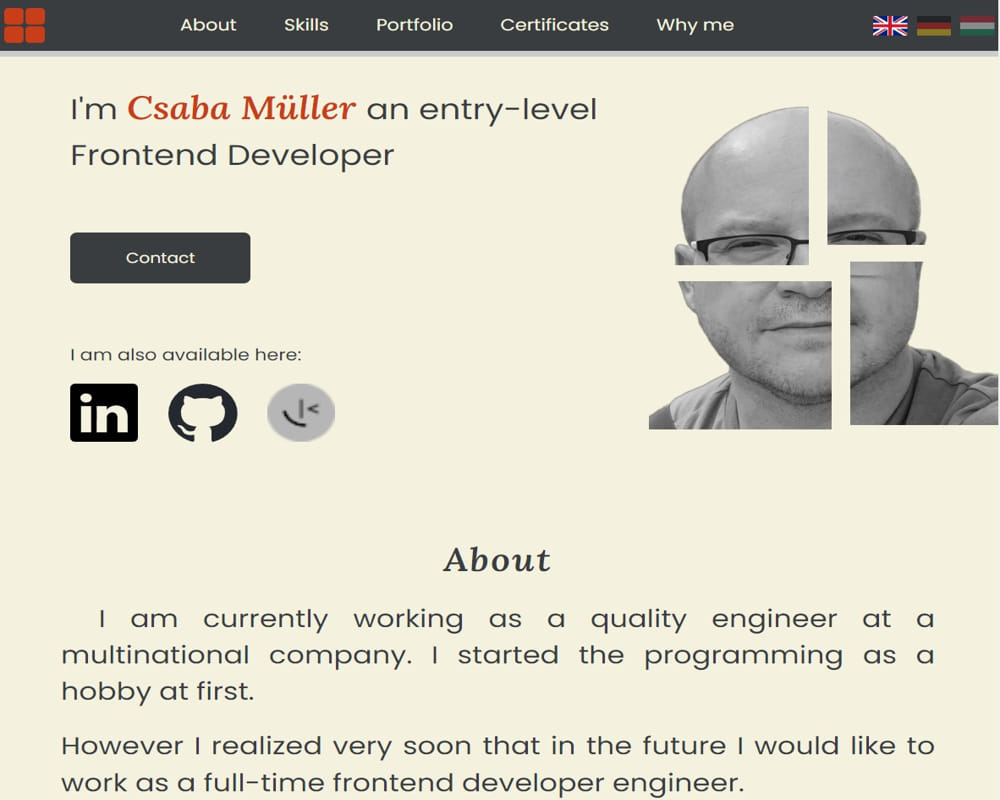 About Skills Portfolio Certificates Why me
I'm Csaba Müller an entry-level
Frontend Developer
Contact
I am also available here:
in
About
I am currently working as a quality engineer at a
multinational company. I started the programming as a
hobby at first.
However I realized very soon that in the future I would like to
work as a full-time frontend developer engineer.